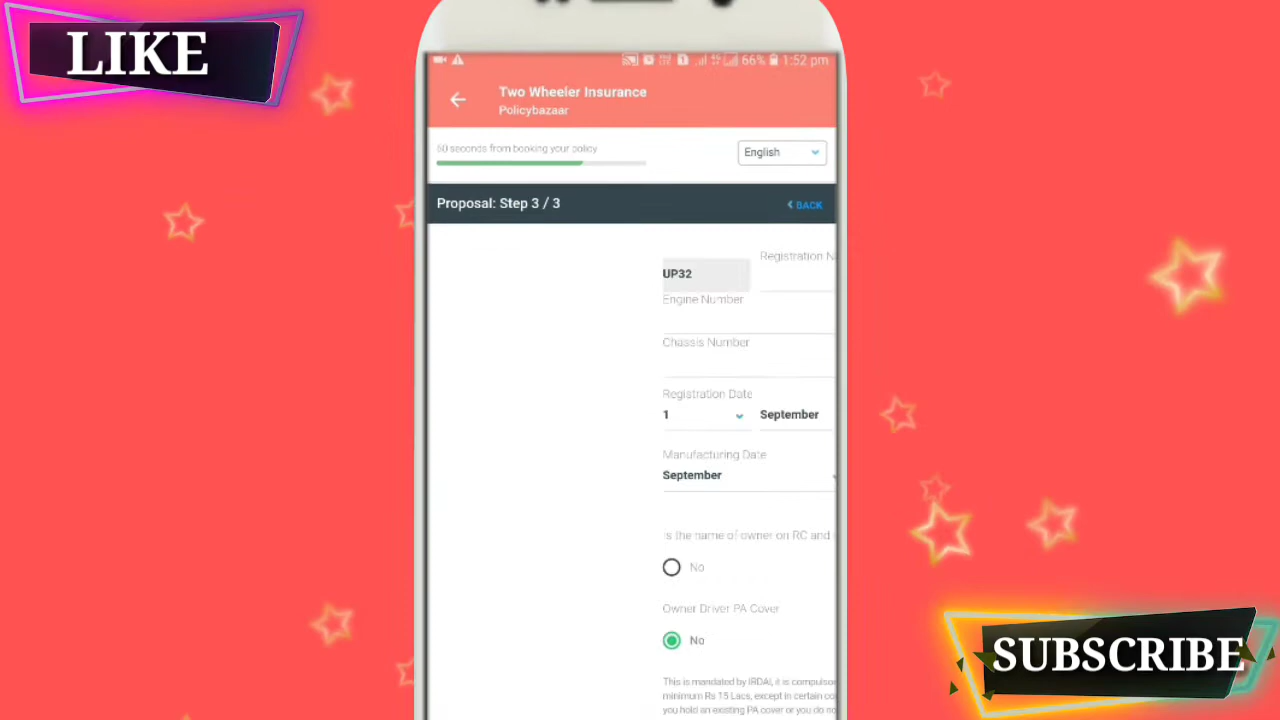 LIKE
66% 1:52 pm
Two Wheeler Insurance
Policybazaar
60 seconds from booking your policy
English
Proposal: Step 3 / 3
BACK
UP32
Registration N
Engine Number
Chassis Number
Registration Date
1
September
Manufacturing Date
September
Is the name of owner on RC and
No
Owner Driver PA Cover
No
This is mandated by IRDAI, it is compulso
minimum Rs 15 Lacs, except in certain co
you hold an existing PA cover or you do no
SUBSCRIBE